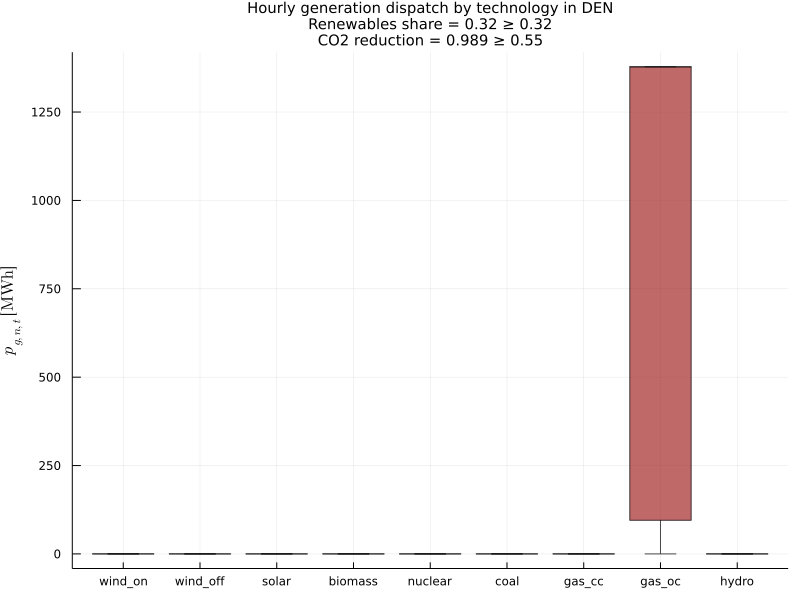 Hourly generation dispatch by technology in DEN
Renewables share = 0.32 ≥ 0.32
CO2 reduction = 0.989 ≥ 0.55
p_{g,n,t} [MWh]
1250
1000
750
500
250
0
wind_on wind_off solar biomass nuclear coal gas_cc gas_oc hydro